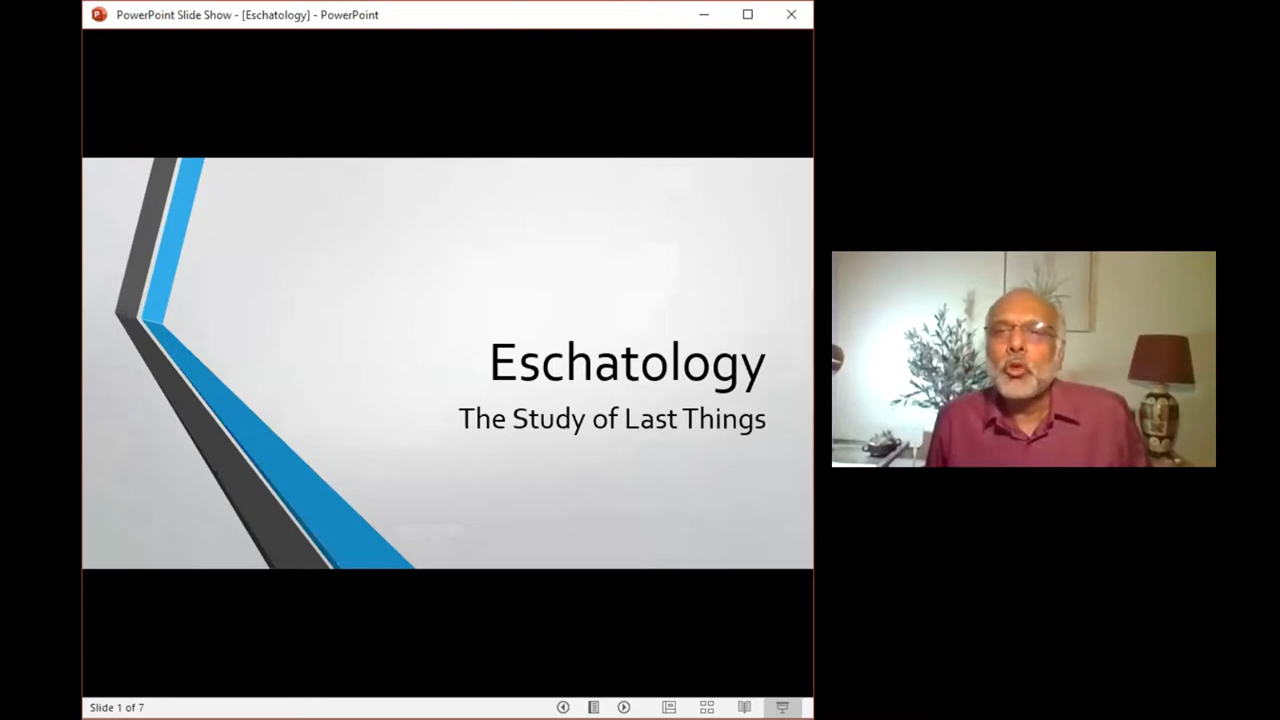 PowerPoint Slide Show - [Eschatology] - PowerPoint
Eschatology
The Study of Last Things
Slide 1 of 7